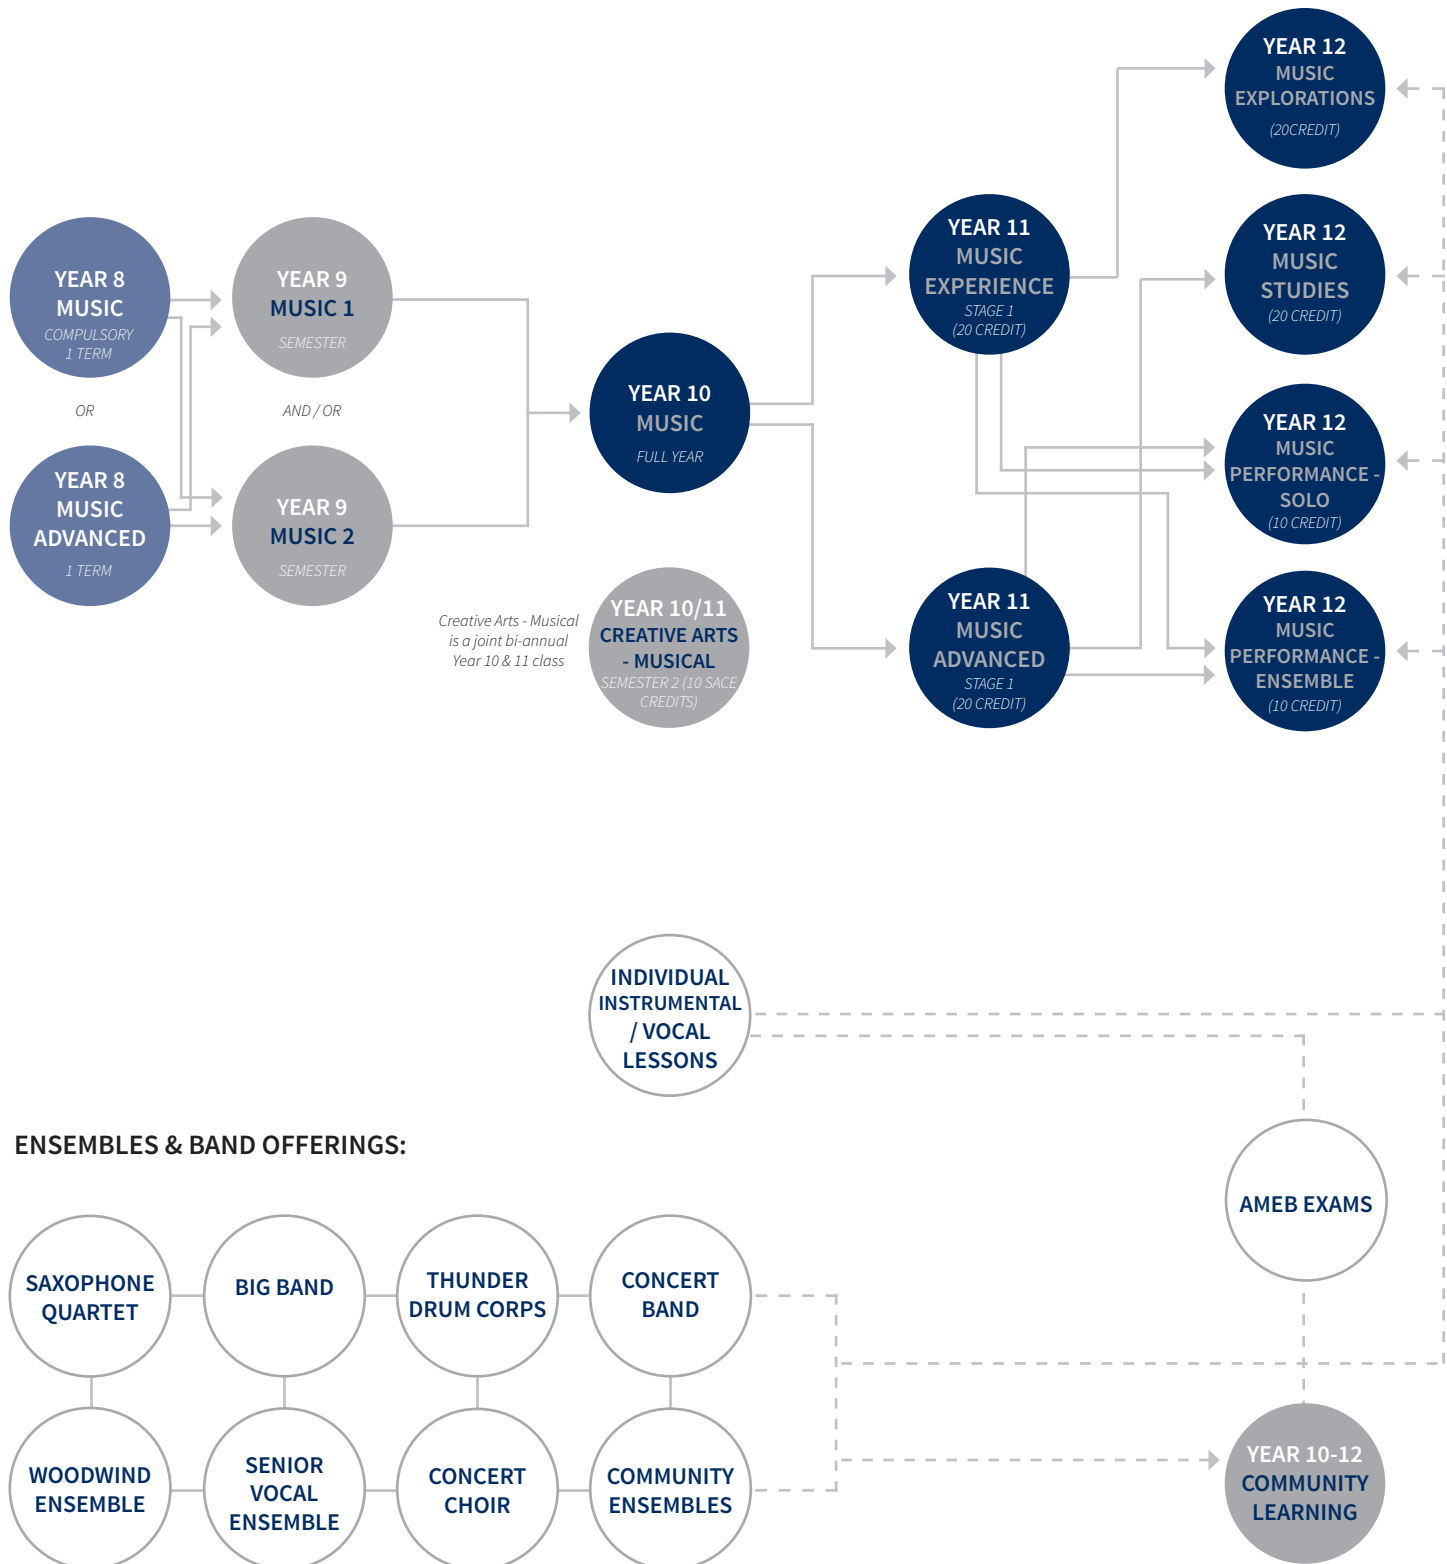 YEAR 8
MUSIC
COMPULSORY
1 TERM
OR
YEAR 8
MUSIC
ADVANCED
1 TERM
YEAR 9
MUSIC 1
SEMESTER
AND / OR
YEAR 9
MUSIC 2
SEMESTER
YEAR 10
MUSIC
FULL YEAR
Creative Arts - Musical
is a joint bi-annual
Year 10 & 11 class
YEAR 10/11
CREATIVE ARTS
- MUSICAL
SEMESTER 2 (10 SACE
CREDITS)
YEAR 11
MUSIC
EXPERIENCE
STAGE 1
(20 CREDIT)
YEAR 11
MUSIC
ADVANCED
STAGE 1
(20 CREDIT)
YEAR 12
MUSIC
EXPLORATIONS
(20CREDIT)
YEAR 12
MUSIC
STUDIES
(20 CREDIT)
YEAR 12
MUSIC
PERFORMANCE -
SOLO
(10 CREDIT)
YEAR 12
MUSIC
PERFORMANCE -
ENSEMBLE
(10 CREDIT)
INDIVIDUAL
INSTRUMENTAL
/ VOCAL
LESSONS
AMEB EXAMS
ENSEMBLES & BAND OFFERINGS:
SAXOPHONE
QUARTET
BIG BAND
THUNDER
DRUM CORPS
CONCERT
BAND
WOODWIND
ENSEMBLE
SENIOR
VOCAL
ENSEMBLE
CONCERT
CHOIR
COMMUNITY
ENSEMBLES
YEAR 10-12
COMMUNITY
LEARNING